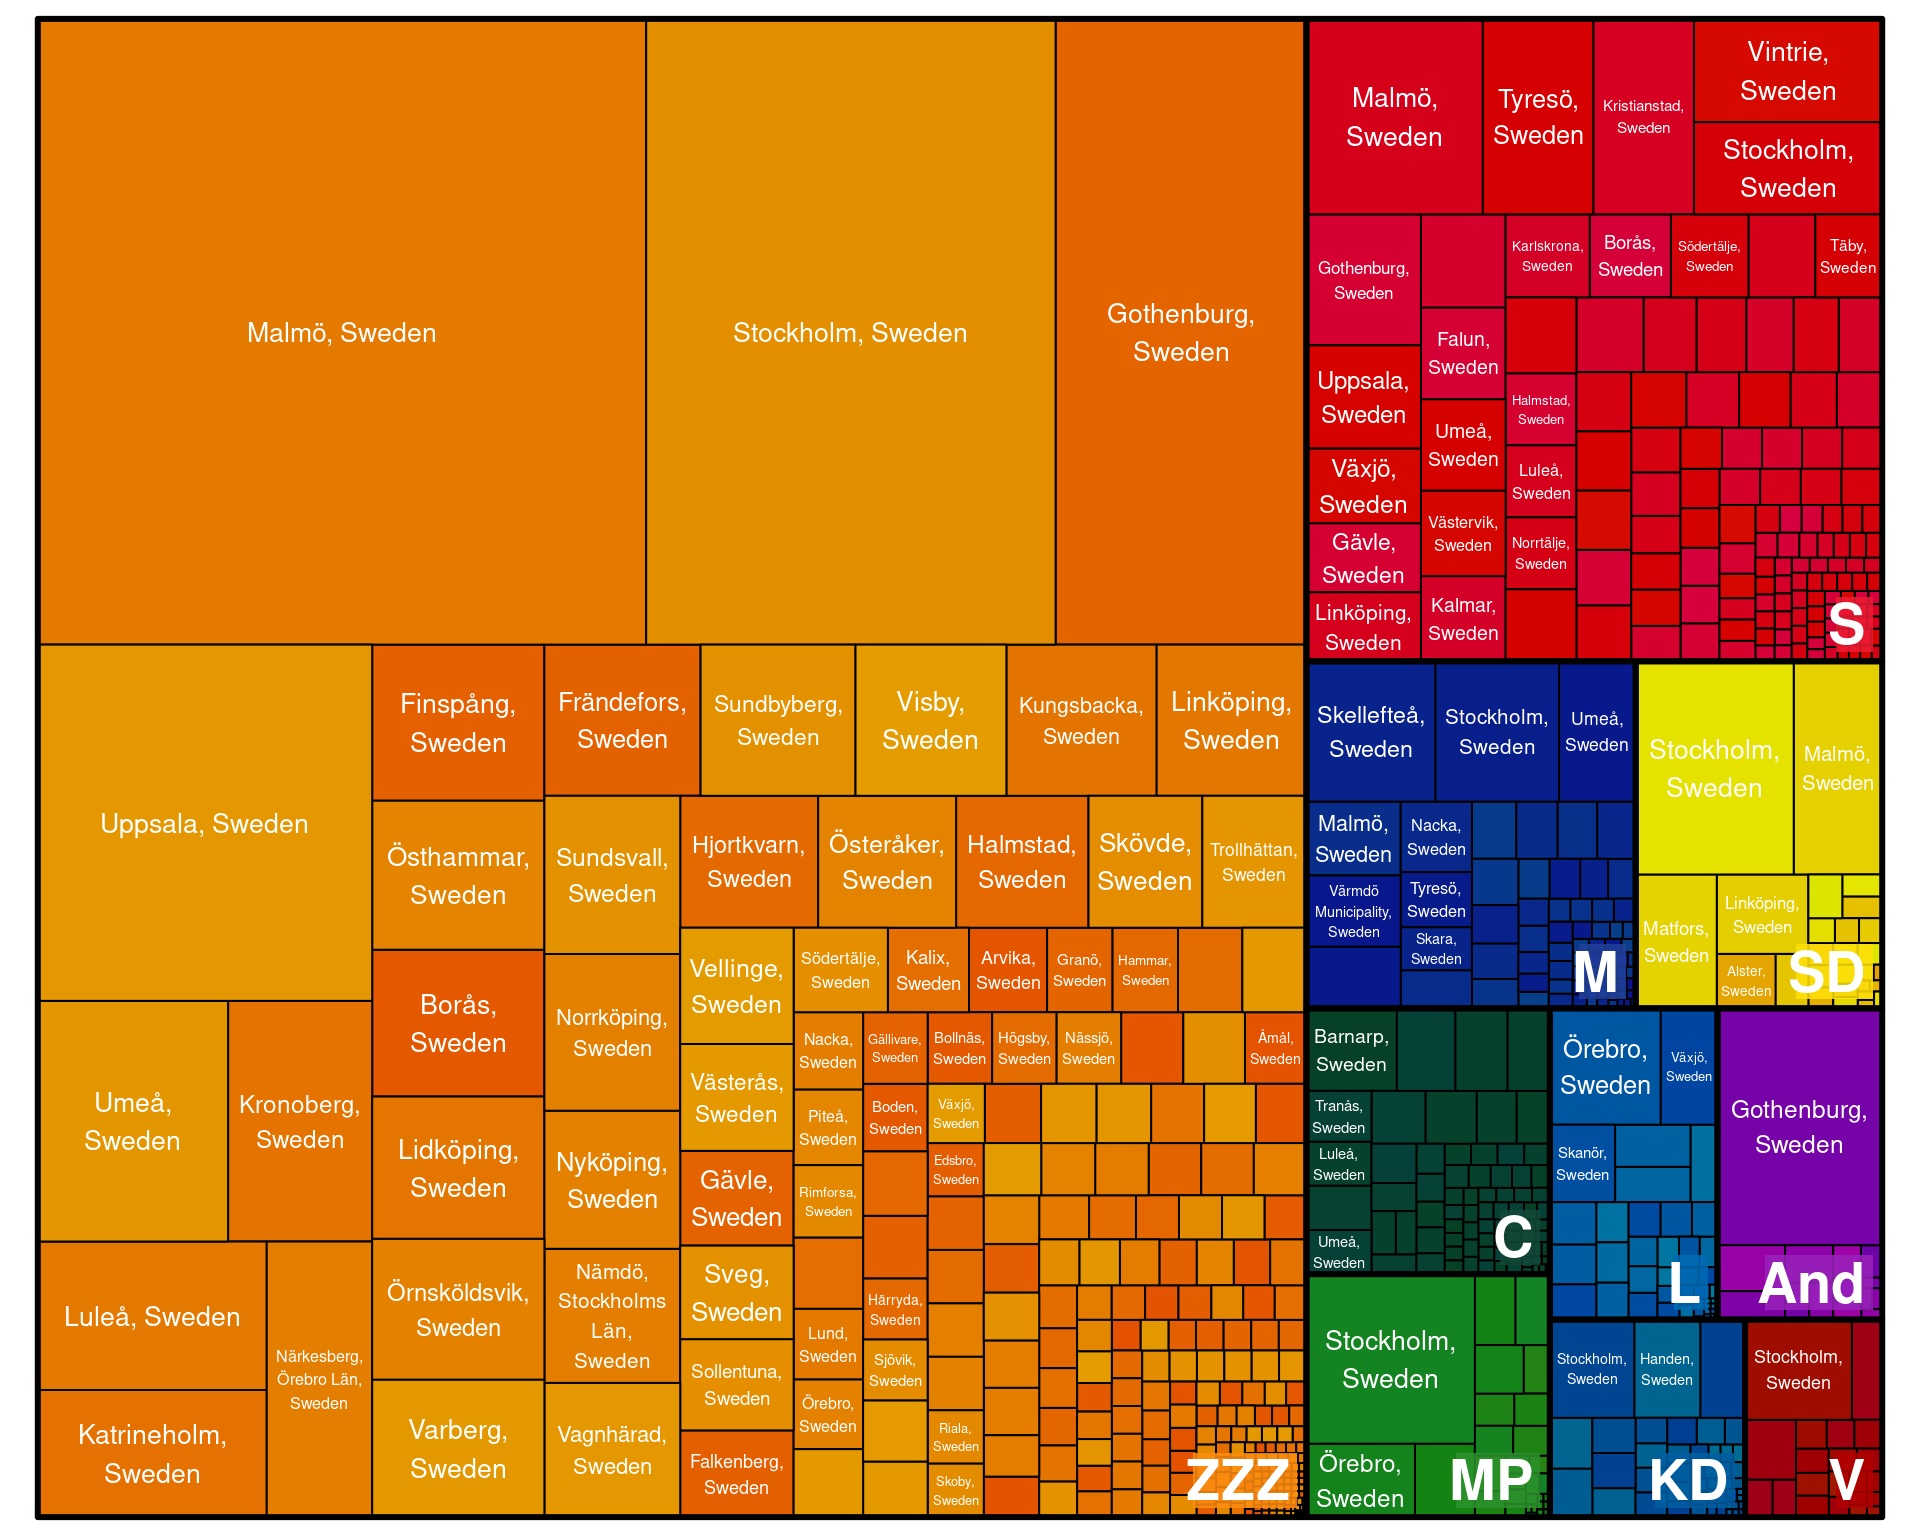 Malmö, Sweden
Stockholm, Sweden
Gothenburg,
Sweden
Uppsala, Sweden
Umeå,
Sweden
Kronoberg,
Sweden
Luleå, Sweden
Katrineholm,
Sweden
Närkesberg,
Örebro Län,
Sweden
Finspång,
Sweden
Östhammar,
Sweden
Borås,
Sweden
Lidköping,
Sweden
Örnsköldsvik,
Sweden
Varberg,
Sweden
Frändefors,
Sweden
Sundbyberg,
Sweden
Visby,
Sweden
Kungsbacka,
Sweden
Linköping,
Sweden
Sundsvall,
Sweden
Norrköping,
Sweden
Nyköping,
Sweden
Nämdö,
Stockholms
Län,
Sweden
Vagnhärad,
Sweden
Hjortkvarn,
Sweden
Österåker,
Sweden
Halmstad,
Sweden
Skövde,
Sweden
Trollhättan,
Sweden
Vellinge,
Sweden
Västerås,
Sweden
Gävle,
Sweden
Sveg,
Sweden
Sollentuna,
Sweden
Falkenberg,
Sweden
Södertälje,
Sweden
Kalix,
Sweden
Arvika,
Sweden
Granö,
Sweden
Hammar,
Sweden
Nacka,
Sweden
Piteå,
Sweden
Rimforsa,
Sweden
Lund,
Sweden
Örebro,
Sweden
Gällivare,
Sweden
Boden,
Sweden
Härryda,
Sweden
Sjövik,
Sweden
Bollnäs,
Sweden
Högsby,
Sweden
Nässjö,
Sweden
Åmål,
Sweden
Växjö,
Sweden
Edsbro,
Sweden
Riala,
Sweden
Skoby,
Sweden
ZZZ
Malmö,
Sweden
Tyresö,
Sweden
Kristianstad,
Sweden
Vintrie,
Sweden
Stockholm,
Sweden
Gothenburg,
Sweden
Uppsala,
Sweden
Växjö,
Sweden
Gävle,
Sweden
Linköping,
Sweden
Falun,
Sweden
Umeå,
Sweden
Västervik,
Sweden
Kalmar,
Sweden
Karlskrona,
Sweden
Borås,
Sweden
Södertälje,
Sweden
Täby,
Sweden
Halmstad,
Sweden
Luleå,
Sweden
Norrtälje,
Sweden
S
Skellefteå,
Sweden
Stockholm,
Sweden
Umeå,
Sweden
Malmö,
Sweden
Värmdö
Municipality,
Sweden
Nacka,
Sweden
Tyresö,
Sweden
Skara,
Sweden
M
Stockholm,
Sweden
Malmö,
Sweden
Matfors,
Sweden
Linköping,
Sweden
Alster,
Sweden
SD
Barnarp,
Sweden
Tranås,
Sweden
Luleå,
Sweden
Umeå,
Sweden
C
Örebro,
Sweden
Växjö,
Sweden
Skanör,
Sweden
L
Gothenburg,
Sweden
And
Stockholm,
Sweden
Örebro,
Sweden
MP
Stockholm,
Sweden
Handen,
Sweden
KD
Stockholm,
Sweden
V